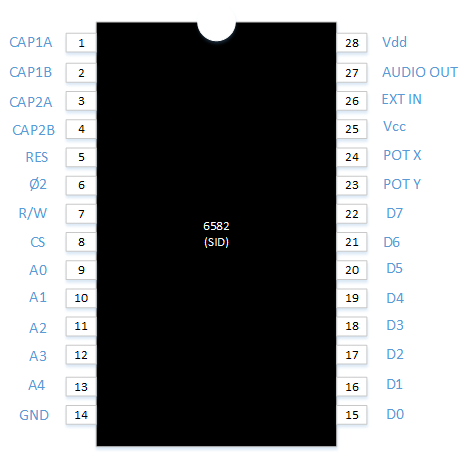 CAP1A 1 28 Vdd
CAP1B 2 27 AUDIO OUT
CAP2A 3 26 EXT IN
CAP2B 4 25 Vcc
RES 5 24 POT X
Ø2 6 23 POT Y
R/W 7 22 D7
6582
(SID)
CS 8 21 D6
A0 9 20 D5
A1 10 19 D4
A2 11 18 D3
A3 12 17 D2
A4 13 16 D1
GND 14 15 D0